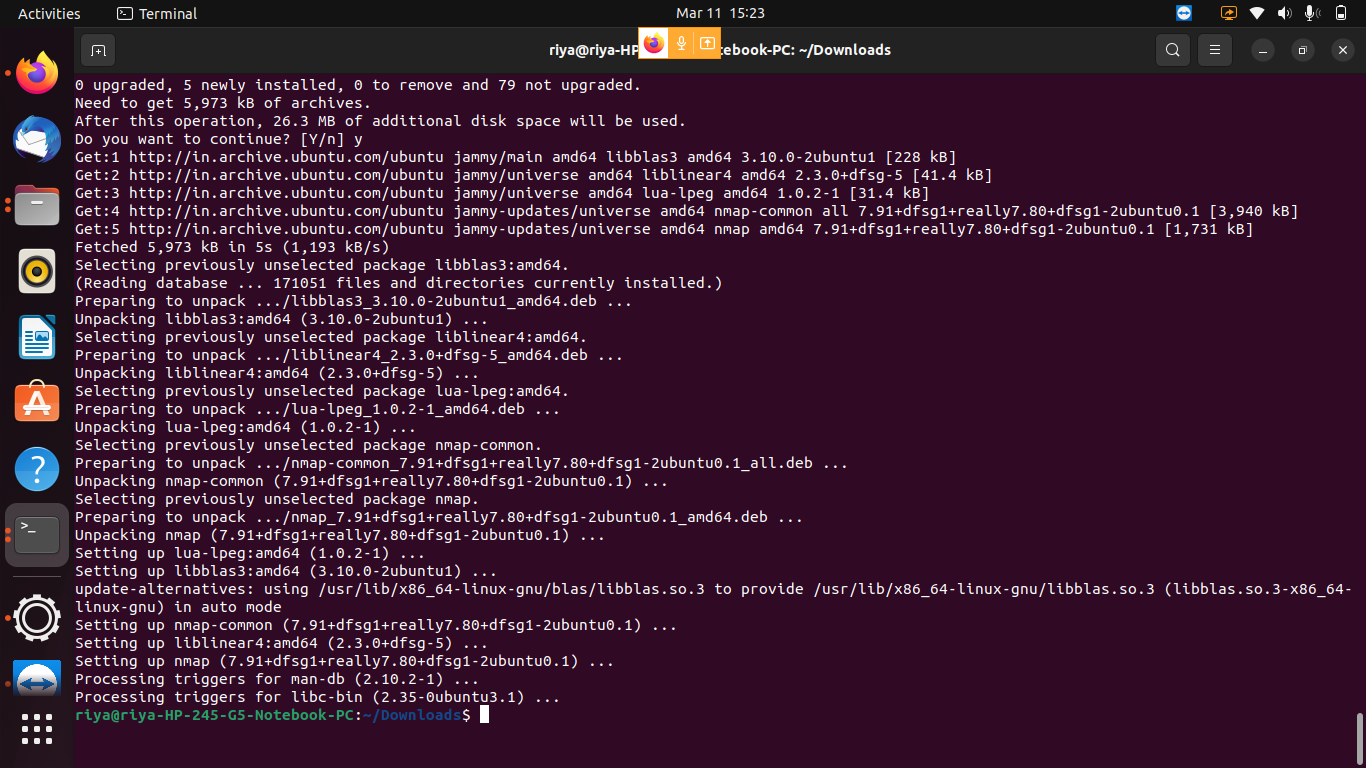 Activities Terminal Mar 11 15:23
riya@riya-HP tebook-PC: ~/Downloads
0 upgraded, 5 newly installed, 0 to remove and 79 not upgraded.
Need to get 5,973 kB of archives.
After this operation, 26.3 MB of additional disk space will be used.
Do you want to continue? [Y/n] y
Get:1 http://in.archive.ubuntu.com/ubuntu jammy/main amd64 libblas3 amd64 3.10.0-2ubuntu1 [228 kB]
Get:2 http://in.archive.ubuntu.com/ubuntu jammy/universe amd64 liblinear4 amd64 2.3.0+dfsg-5 [41.4 kB]
Get:3 http://in.archive.ubuntu.com/ubuntu jammy/universe amd64 lua-lpeg amd64 1.0.2-1 [31.4 kB]
Get:4 http://in.archive.ubuntu.com/ubuntu jammy-updates/universe amd64 nmap-common all 7.91+dfsg1+really7.80+dfsg1-2ubuntu0.1 [3,940 kB]
Get:5 http://in.archive.ubuntu.com/ubuntu jammy-updates/universe amd64 nmap amd64 7.91+dfsg1+really7.80+dfsg1-2ubuntu0.1 [1,731 kB]
Fetched 5,973 kB in 5s (1,193 kB/s)
Selecting previously unselected package libblas3:amd64.
(Reading database ... 171051 files and directories currently installed.)
Preparing to unpack .../libblas3_3.10.0-2ubuntu1_amd64.deb ...
Unpacking libblas3:amd64 (3.10.0-2ubuntu1) ...
Selecting previously unselected package liblinear4:amd64.
Preparing to unpack .../liblinear4_2.3.0+dfsg-5_amd64.deb ...
Unpacking liblinear4:amd64 (2.3.0+dfsg-5) ...
Selecting previously unselected package lua-lpeg:amd64.
Preparing to unpack .../lua-lpeg_1.0.2-1_amd64.deb ...
Unpacking lua-lpeg:amd64 (1.0.2-1) ...
Selecting previously unselected package nmap-common.
Preparing to unpack .../nmap-common_7.91+dfsg1+really7.80+dfsg1-2ubuntu0.1_all.deb ...
Unpacking nmap-common (7.91+dfsg1+really7.80+dfsg1-2ubuntu0.1) ...
Selecting previously unselected package nmap.
Preparing to unpack .../nmap_7.91+dfsg1+really7.80+dfsg1-2ubuntu0.1_amd64.deb ...
Unpacking nmap (7.91+dfsg1+really7.80+dfsg1-2ubuntu0.1) ...
Setting up lua-lpeg:amd64 (1.0.2-1) ...
Setting up libblas3:amd64 (3.10.0-2ubuntu1) ...
update-alternatives: using /usr/lib/x86_64-linux-gnu/blas/libblas.so.3 to provide /usr/lib/x86_64-linux-gnu/libblas.so.3 (libblas.so.3-x86_64-
linux-gnu) in auto mode
Setting up nmap-common (7.91+dfsg1+really7.80+dfsg1-2ubuntu0.1) ...
Setting up liblinear4:amd64 (2.3.0+dfsg-5) ...
Setting up nmap (7.91+dfsg1+really7.80+dfsg1-2ubuntu0.1) ...
Processing triggers for man-db (2.10.2-1) ...
Processing triggers for libc-bin (2.35-0ubuntu3.1) ...
riya@riya-HP-245-G5-Notebook-PC:~/Downloads$